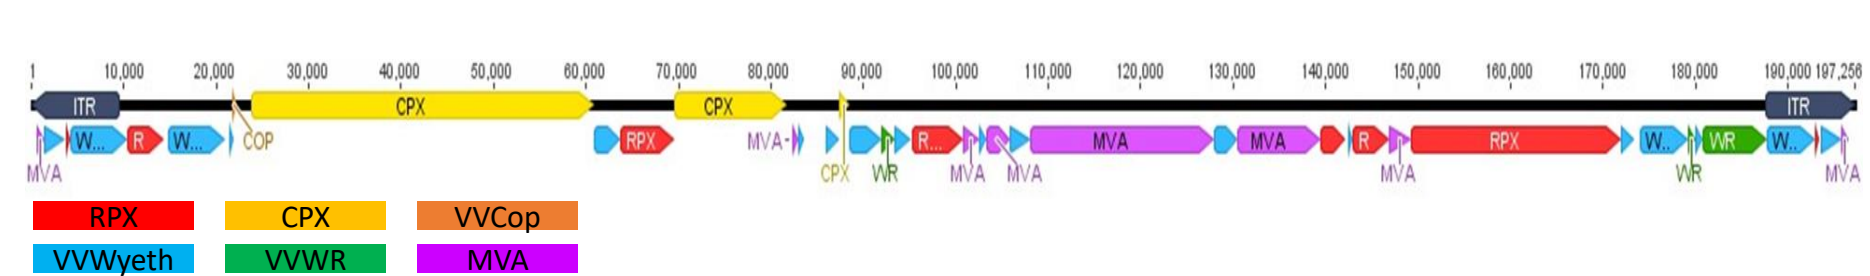 1 10,000 20,000 30,000 40,000 50,000 60,000 70,000 80,000 90,000 100,000 110,000 120,000 130,000 140,000 150,000 160,000 170,000 180,000 190,000 197,256
ITR CPX CPX ITR
W... R W... COP RPX MVA R... MVA MVA R RPX W.. WR W..
MVA CPX WR MVA MVA MVA WR MVA
RPX CPX VVCop
VVWyeth VVWR MVA